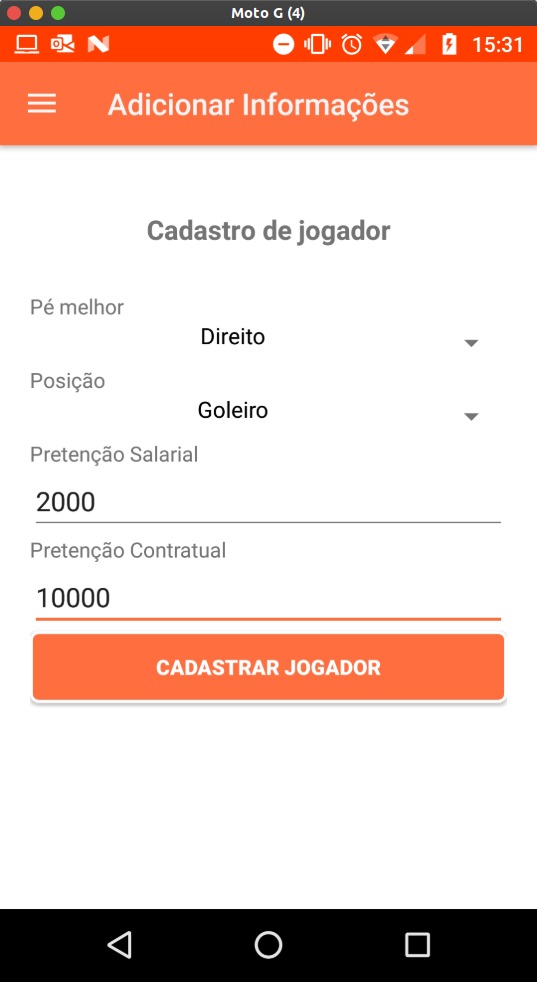 Moto G (4)
15:31
Adicionar Informações
Cadastro de jogador
Pé melhor
Direito
Posição
Goleiro
Pretenção Salarial
2000
Pretenção Contratual
10000
CADASTRAR JOGADOR